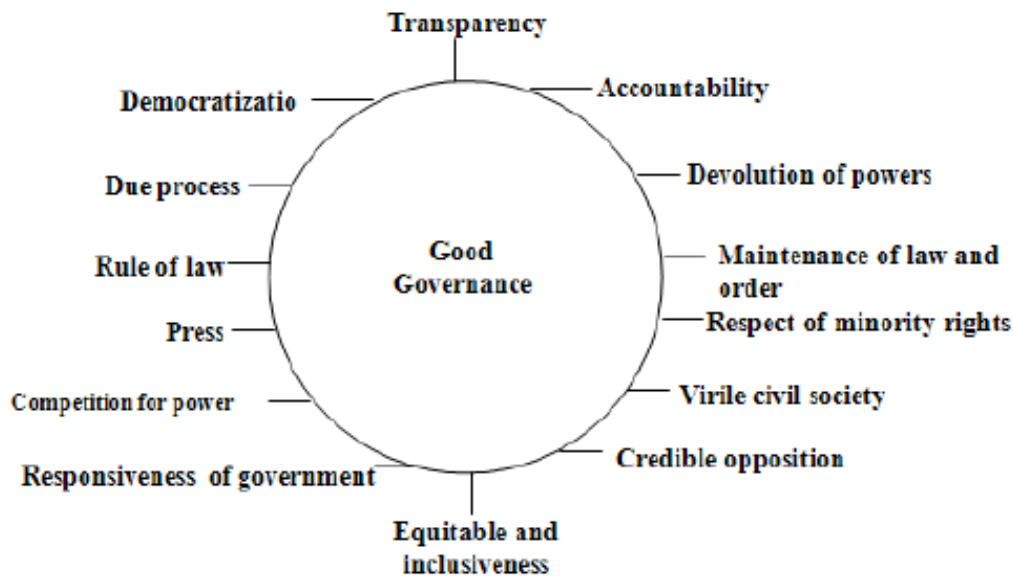 Transparency
Accountability
Democratizatio
Devolution of powers
Due process
Good
Governance
Maintenance of law and
order
Rule of law
Respect of minority rights
Press
Virile civil society
Competition for power
Credible opposition
Responsiveness of government
Equitable and
inclusiveness